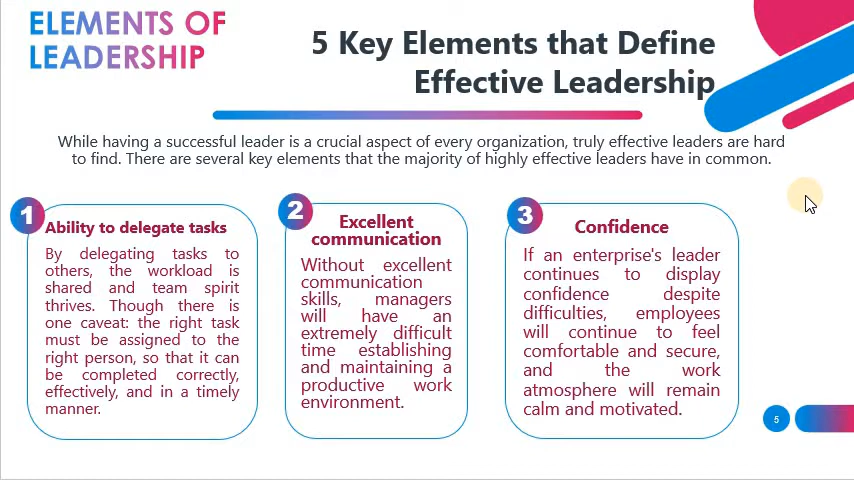 ELEMENTS OF
LEADERSHIP
5 Key Elements that Define
Effective Leadership
While having a successful leader is a crucial aspect of every organization, truly effective leaders are hard
to find. There are several key elements that the majority of highly effective leaders have in common.
1
Ability to delegate tasks
By delegating tasks to
others, the workload is
shared and team spirit
thrives. Though there is
one caveat: the right task
must be assigned to the
right person, so that it can
be completed correctly,
effectively, and in a timely
manner.
2
Excellent
communication
Without excellent
communication
skills, managers
will have an
extremely difficult
time establishing
and maintaining a
productive work
environment.
3
Confidence
If an enterprise's leader
continues to display
confidence despite
difficulties, employees
will continue to feel
comfortable and secure,
and the work
atmosphere will remain
calm and motivated.
5